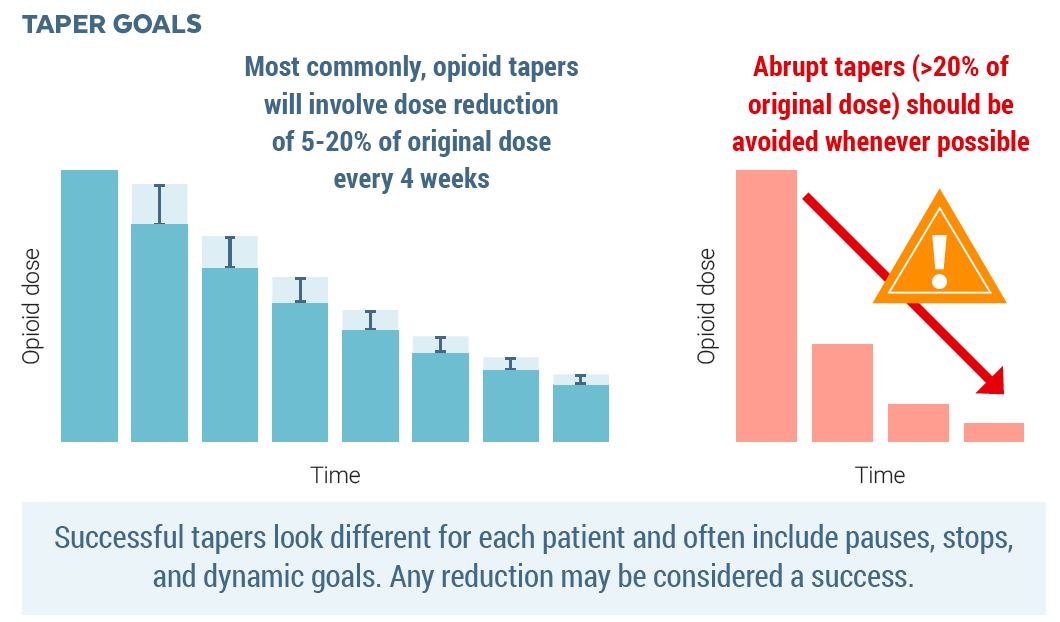 TAPER GOALS
Most commonly, opioid tapers
will involve dose reduction
of 5-20% of original dose
every 4 weeks
Opioid dose
Time
Abrupt tapers (>20% of
original dose) should be
avoided whenever possible
Opioid dose
!
Time
Successful tapers look different for each patient and often include pauses, stops,
and dynamic goals. Any reduction may be considered a success.